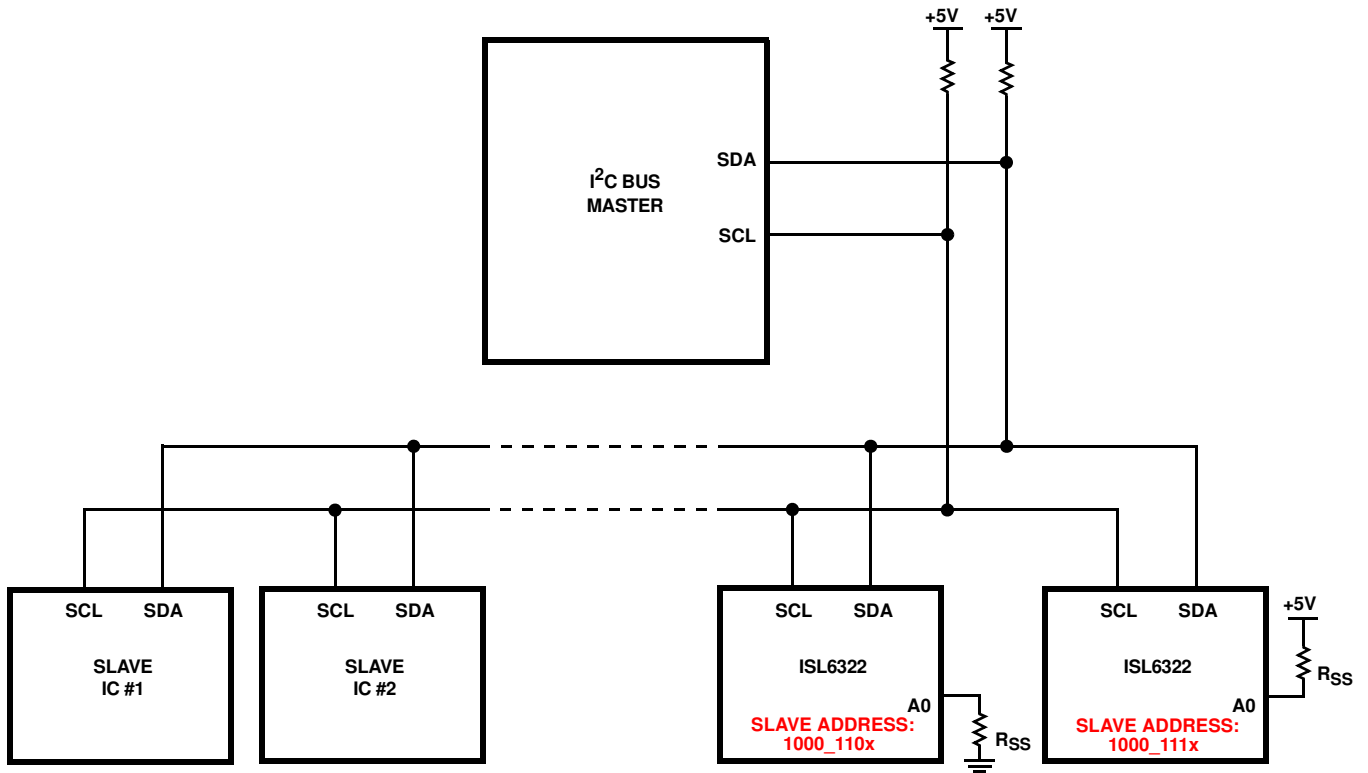 +5V +5V
I²C BUS
MASTER
SDA
SCL
SCL SDA
SLAVE
IC #1
SCL SDA
SLAVE
IC #2
SCL SDA
ISL6322
A0
SLAVE ADDRESS:
1000_110x
RSS
SCL SDA
ISL6322
A0
SLAVE ADDRESS:
1000_111x
+5V
RSS